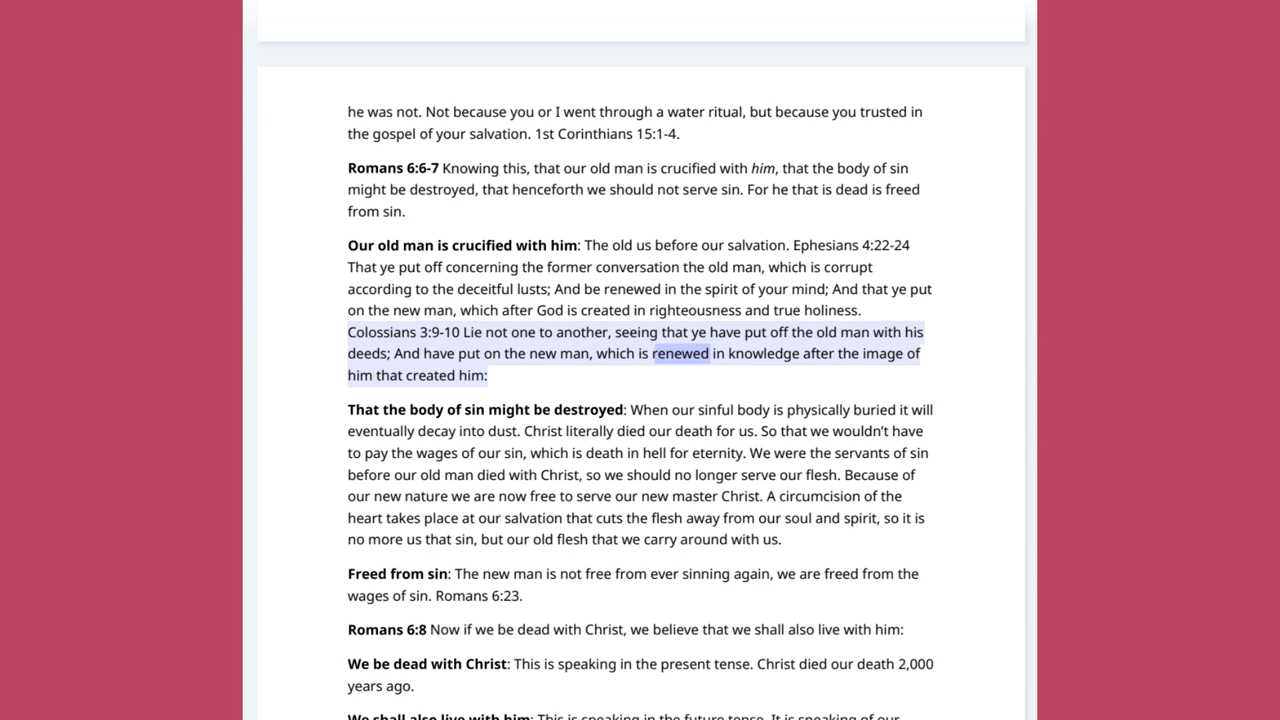 he was not. Not because you or I went through a water ritual, but because you trusted in
the gospel of your salvation. 1st Corinthians 15:1-4.
Romans 6:6-7 Knowing this, that our old man is crucified with him, that the body of sin
might be destroyed, that henceforth we should not serve sin. For he that is dead is freed
from sin.
Our old man is crucified with him: The old us before our salvation. Ephesians 4:22-24
That ye put off concerning the former conversation the old man, which is corrupt
according to the deceitful lusts; And be renewed in the spirit of your mind; And that ye put
on the new man, which after God is created in righteousness and true holiness.
Colossians 3:9-10 Lie not one to another, seeing that ye have put off the old man with his
deeds; And have put on the new man, which is renewed in knowledge after the image of
him that created him:
That the body of sin might be destroyed: When our sinful body is physically buried it will
eventually decay into dust. Christ literally died our death for us. So that we wouldn’t have
to pay the wages of our sin, which is death in hell for eternity. We were the servants of sin
before our old man died with Christ, so we should no longer serve our flesh. Because of
our new nature we are now free to serve our new master Christ. A circumcision of the
heart takes place at our salvation that cuts the flesh away from our soul and spirit, so it is
no more us that sin, but our old flesh that we carry around with us.
Freed from sin: The new man is not free from ever sinning again, we are freed from the
wages of sin. Romans 6:23.
Romans 6:8 Now if we be dead with Christ, we believe that we shall also live with him:
We be dead with Christ: This is speaking in the present tense. Christ died our death 2,000
years ago.
We shall also live with him: This is speaking in the future tense. It is speaking of our